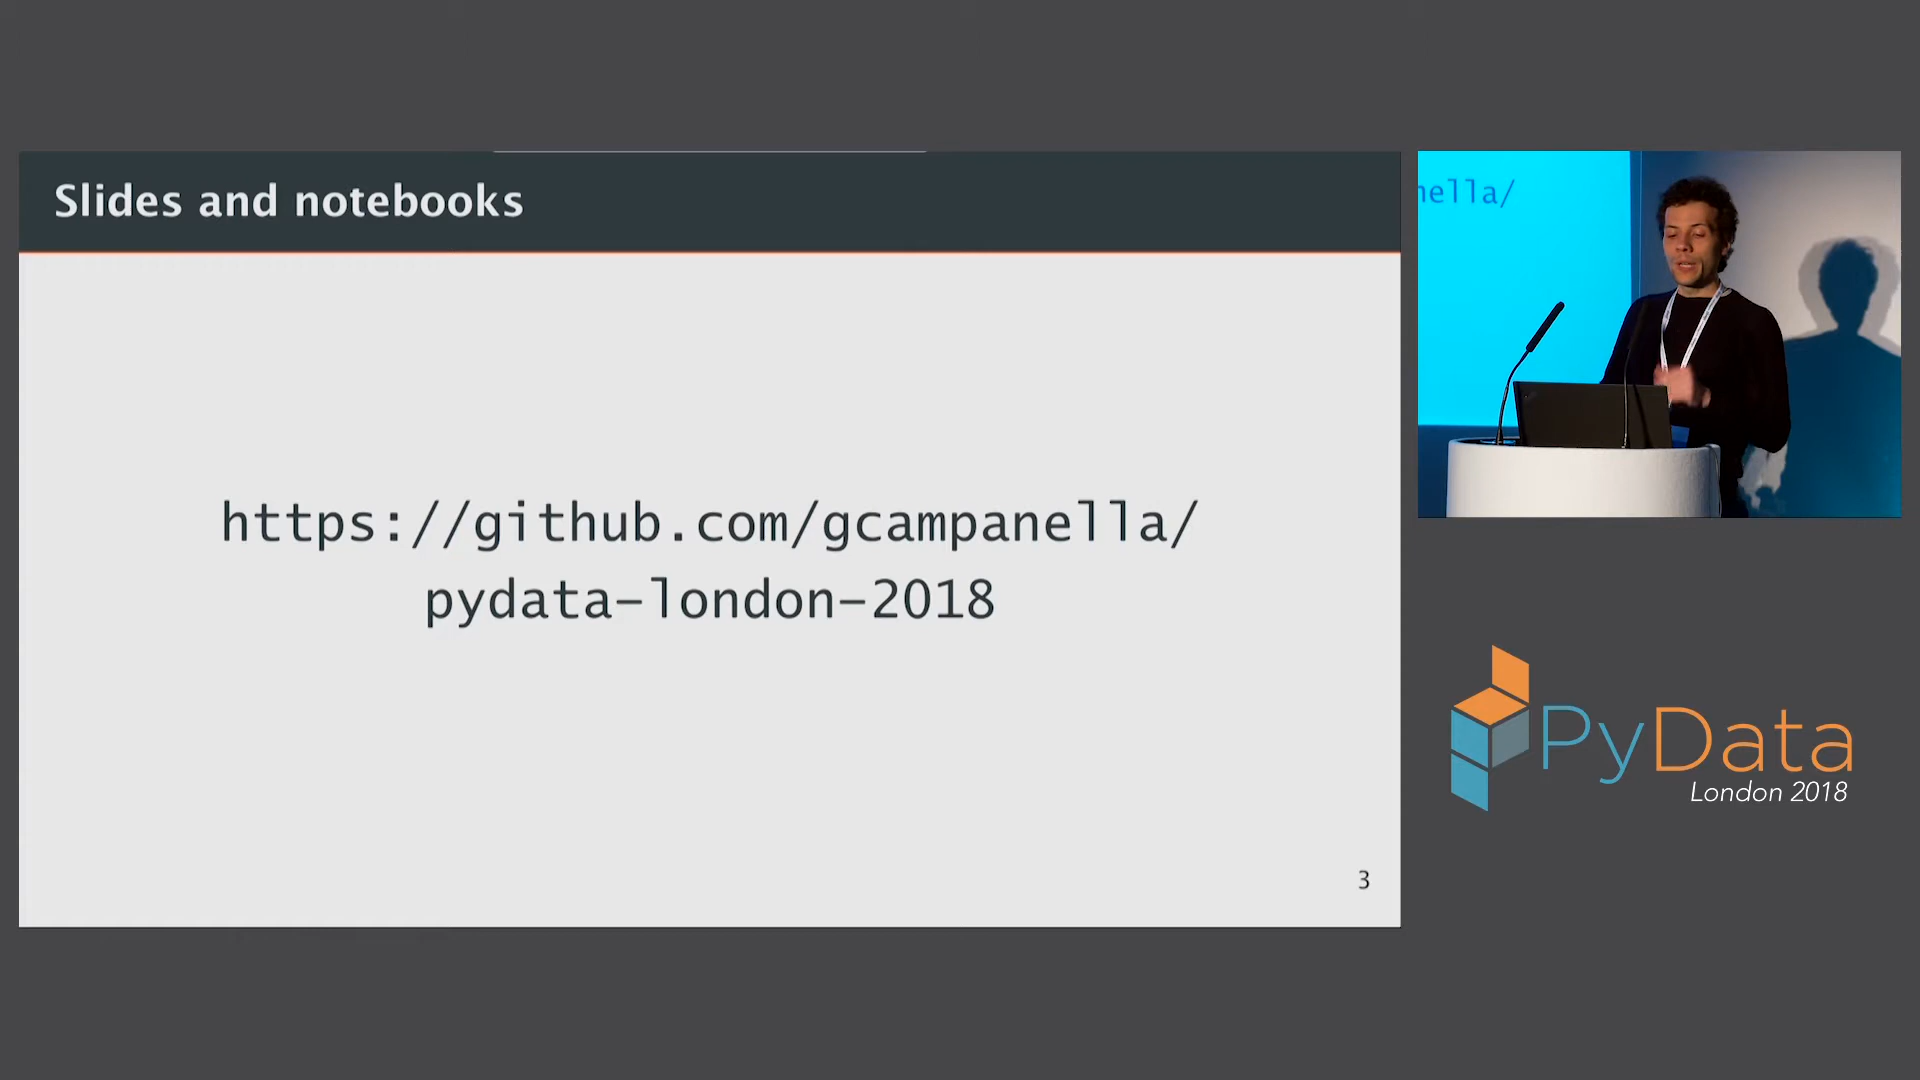 Slides and notebooks
https://github.com/gcampanella/
pydata-london-2018
3
nella/
PyData
London 2018